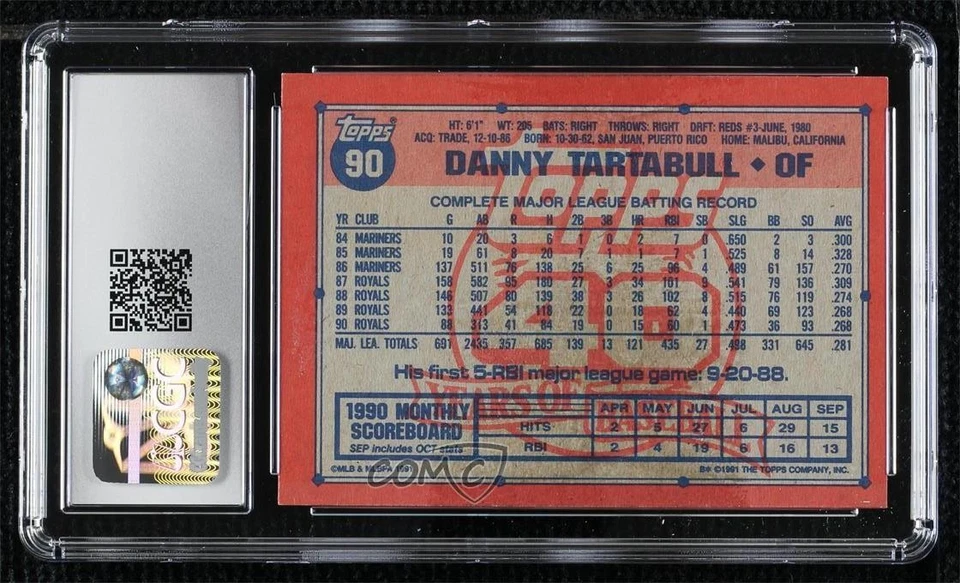 Topps®
90
HT: 6'1" WT: 205 BATS: RIGHT THROWS: RIGHT DRFT: REDS #3-JUNE, 1980
ACQ: TRADE, 12-10-86 BORN: 10-30-62, SAN JUAN, PUERTO RICO HOME: MALIBU, CALIFORNIA
DANNY TARTABULL ◆ OF
TOPPS
40
YEARS OF BASEBALL
COMPLETE MAJOR LEAGUE BATTING RECORD
YR CLUB G AB R H 2B 3B HR RBI SB SLG BB SO AVG
84 MARINERS 10 20 3 6 1 0 2 7 0 .650 2 3 .300
85 MARINERS 19 61 8 20 7 1 1 7 1 .525 8 14 .328
86 MARINERS 137 511 76 138 25 6 25 96 4 .489 61 157 .270
87 ROYALS 158 582 95 180 27 3 34 101 9 .541 79 136 .309
88 ROYALS 146 507 80 139 38 3 26 102 8 .515 76 119 .274
89 ROYALS 133 441 54 118 22 0 18 62 4 .440 69 123 .268
90 ROYALS 88 313 41 84 19 0 15 60 1 .473 36 93 .268
MAJ. LEA. TOTALS 691 2435 357 685 139 13 121 435 27 .498 331 645 .281
His first 5-RBI major league game: 9-20-88.
1990 MONTHLY SCOREBOARD
SEP includes OCT stats
APR MAY JUN JUL AUG SEP
HITS 2 5 27 6 29 15
RBI 2 4 19 6 16 13
©MLB & MLBPA 1991
B* ©1991 THE TOPPS COMPANY, INC.
COMC
CGC